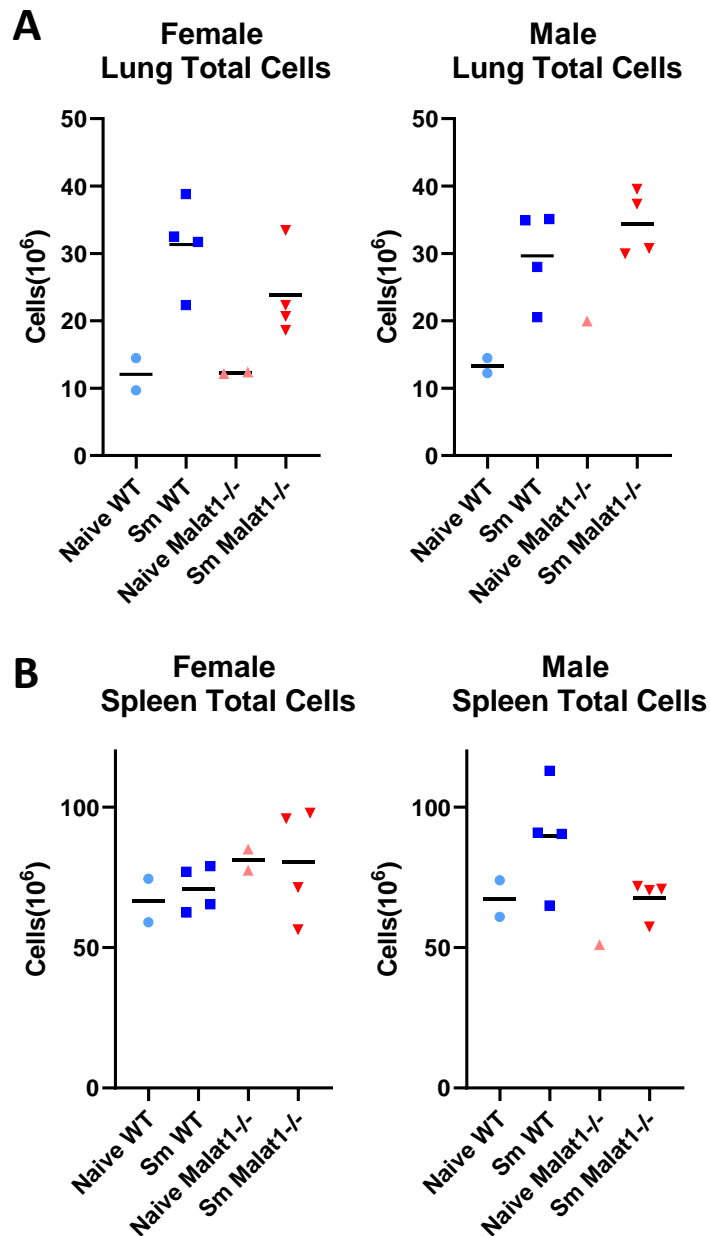 A
Female
Lung Total Cells
Male
Lung Total Cells
Cells(10⁶)
50
40
30
20
10
0
Naive WT
Sm WT
Naive Malat1-/-
Sm Malat1-/-
Cells(10⁶)
50
40
30
20
10
0
Naive WT
Sm WT
Naive Malat1-/-
Sm Malat1-/-
B
Female
Spleen Total Cells
Male
Spleen Total Cells
Cells(10⁶)
100
50
0
Naive WT
Sm WT
Naive Malat1-/-
Sm Malat1-/-
Cells(10⁶)
100
50
0
Naive WT
Sm WT
Naive Malat1-/-
Sm Malat1-/-